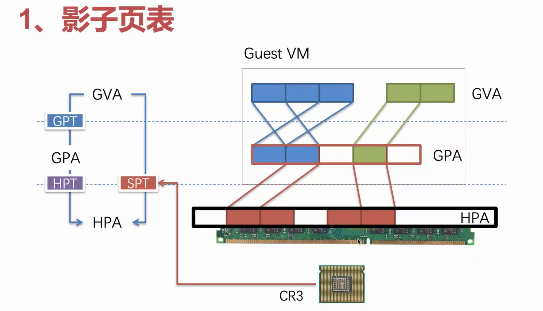 1、影子页表
Guest VM
GVA
GVA
GPT
GPA
GPA
HPT
SPT
HPA
HPA
CR3